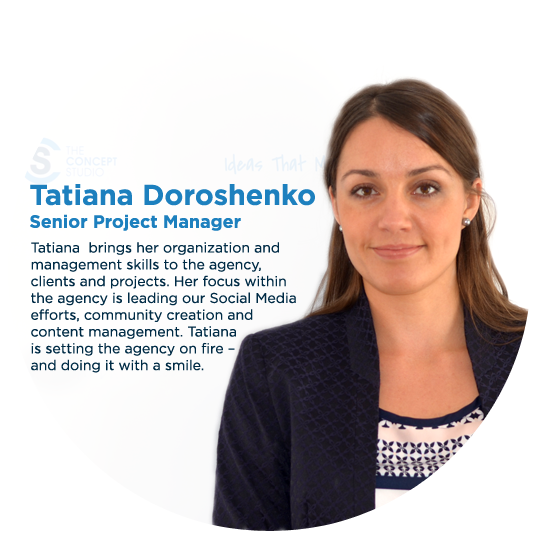 THE
CONCEPT
STUDIO
Ideas That
Tatiana Doroshenko
Senior Project Manager
Tatiana brings her organization and
management skills to the agency,
clients and projects. Her focus within
the agency is leading our Social Media
efforts, community creation and
content management. Tatiana
is setting the agency on fire –
and doing it with a smile.